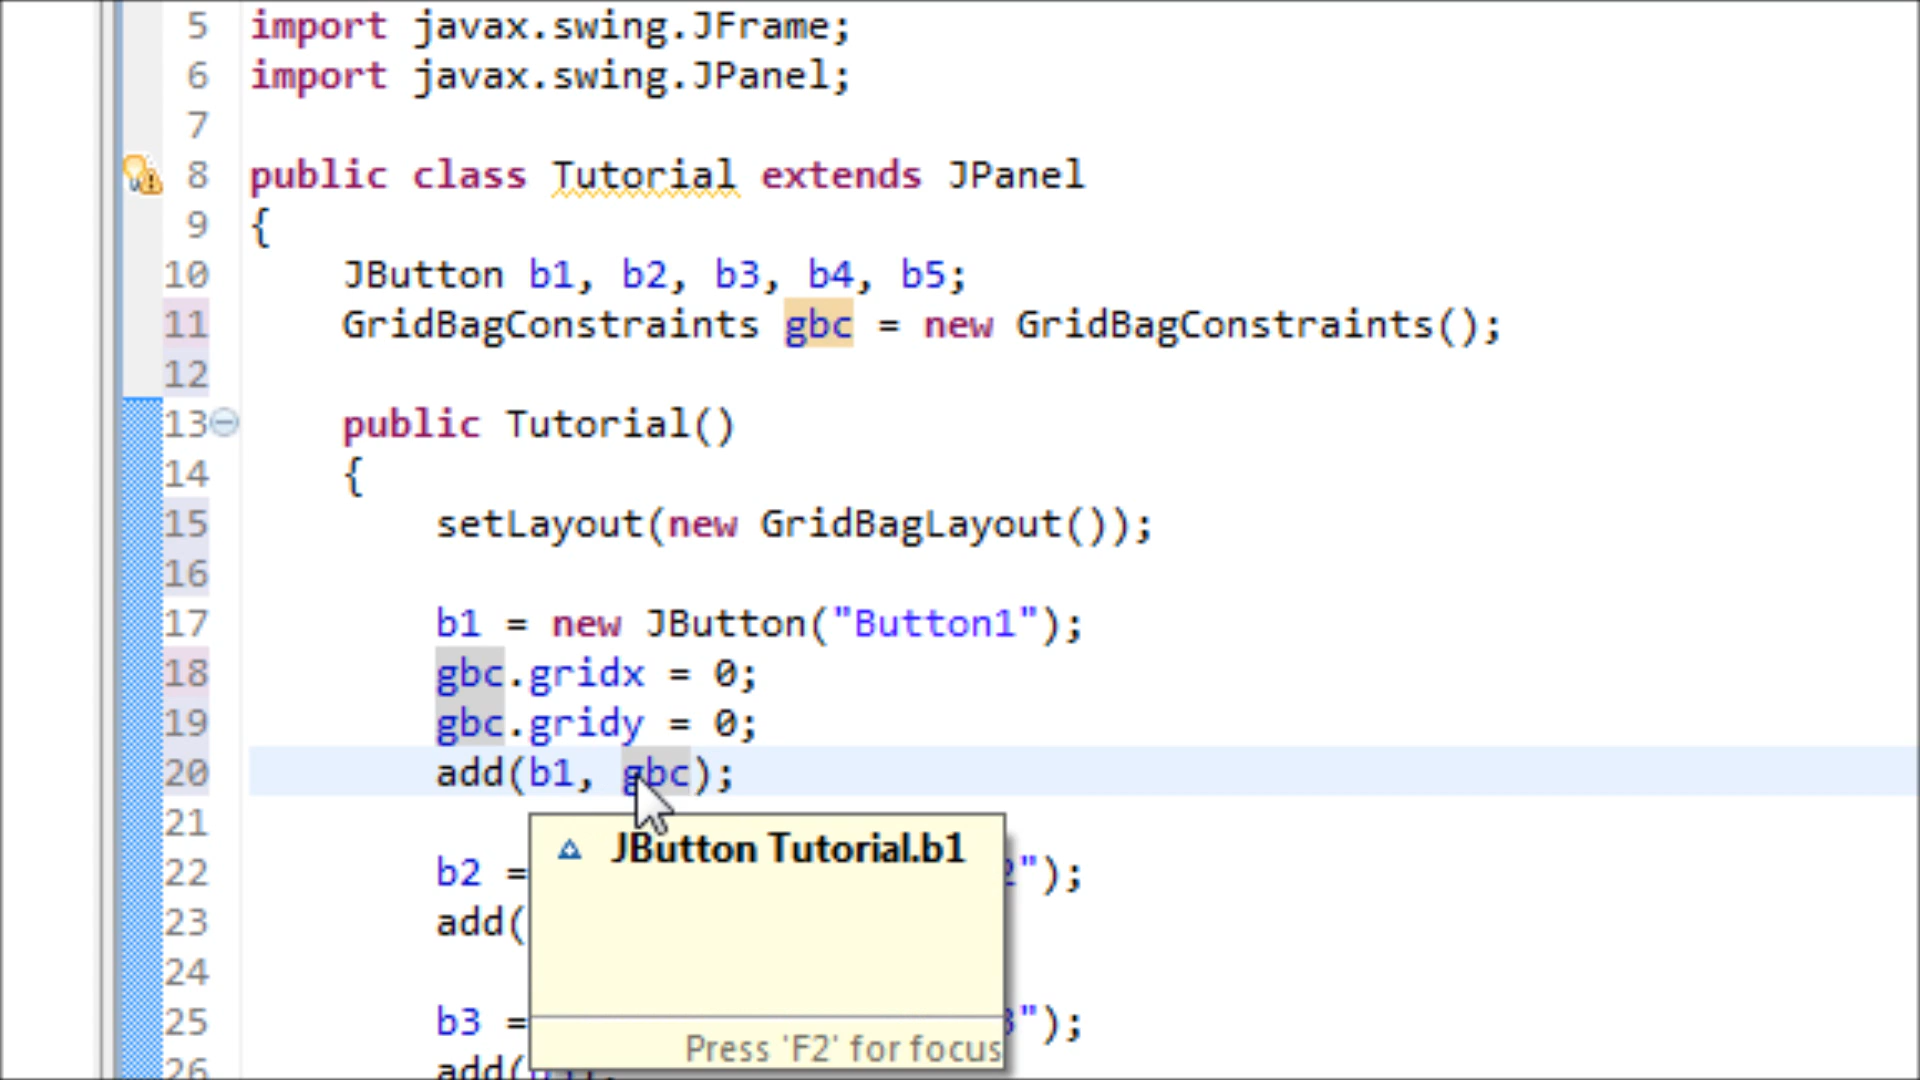 5 import javax.swing.JFrame;
6 import javax.swing.JPanel;
7
8 public class Tutorial extends JPanel
9 {
10 JButton b1, b2, b3, b4, b5;
11 GridBagConstraints gbc = new GridBagConstraints();
12
13 public Tutorial()
14 {
15 setLayout(new GridBagLayout());
16
17 b1 = new JButton("Button1");
18 gbc.gridx = 0;
19 gbc.gridy = 0;
20 add(b1, gbc);
21
JButton Tutorial.b1
22 b2 = ");
23 add(
24
25 b3 = ");
Press 'F2' for focus
26 add(